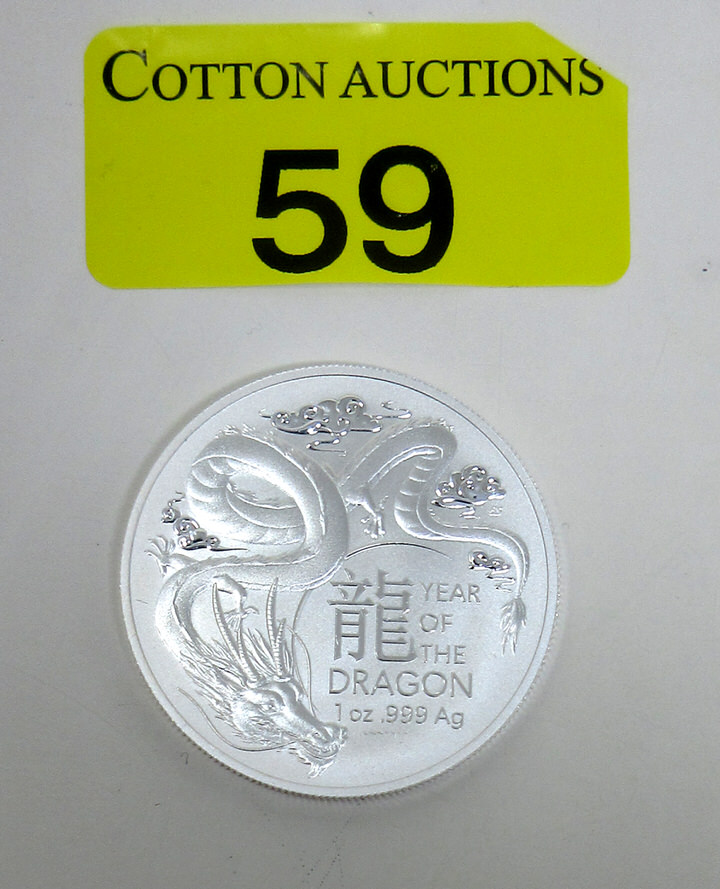 COTTON AUCTIONS
59
龍 YEAR
OF
THE
DRAGON
1 oz .999 Ag